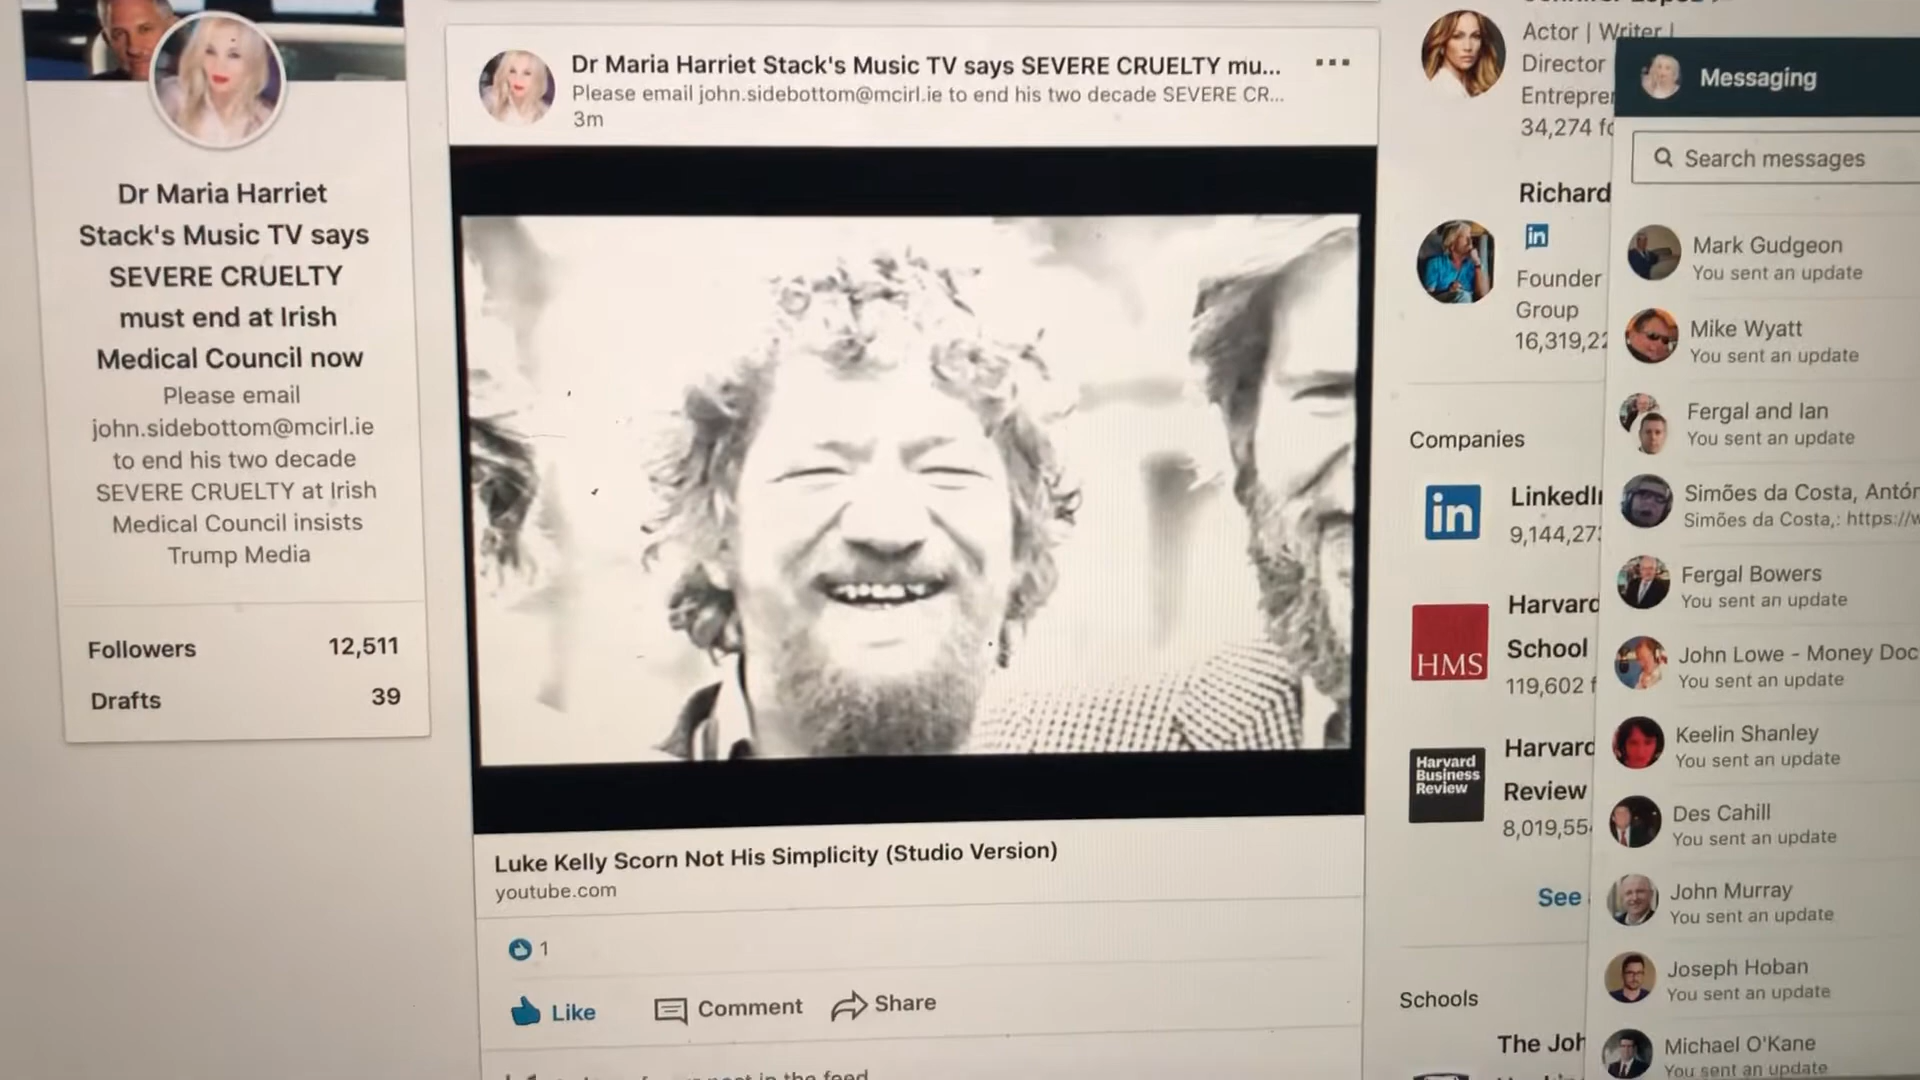 Dr Maria Harriet
Stack's Music TV says
SEVERE CRUELTY
must end at Irish
Medical Council now
Please email
john.sidebottom@mcirl.ie
to end his two decade
SEVERE CRUELTY at Irish
Medical Council insists
Trump Media
Followers 12,511
Drafts 39
Dr Maria Harriet Stack's Music TV says SEVERE CRUELTY mu...
Please email john.sidebottom@mcirl.ie to end his two decade SEVERE CR...
3m
Luke Kelly Scorn Not His Simplicity (Studio Version)
youtube.com
1
Like Comment Share
Actor | Writer |
Director
Entreprer
34,274 fo
Richard
in
Founder
Group
16,319,22
Companies
in
LinkedI
9,144,27
HMS
Harvard
School
119,602 f
Harvard
Business
Review
Harvard
Review
8,019,55
See
Schools
The Joh
Messaging
Search messages
Mark Gudgeon
You sent an update
Mike Wyatt
You sent an update
Fergal and Ian
You sent an update
Simões da Costa, Antór
Simões da Costa,: https://w
Fergal Bowers
You sent an update
John Lowe - Money Doc
You sent an update
Keelin Shanley
You sent an update
Des Cahill
You sent an update
John Murray
You sent an update
Joseph Hoban
You sent an update
Michael O'Kane
You sent an update